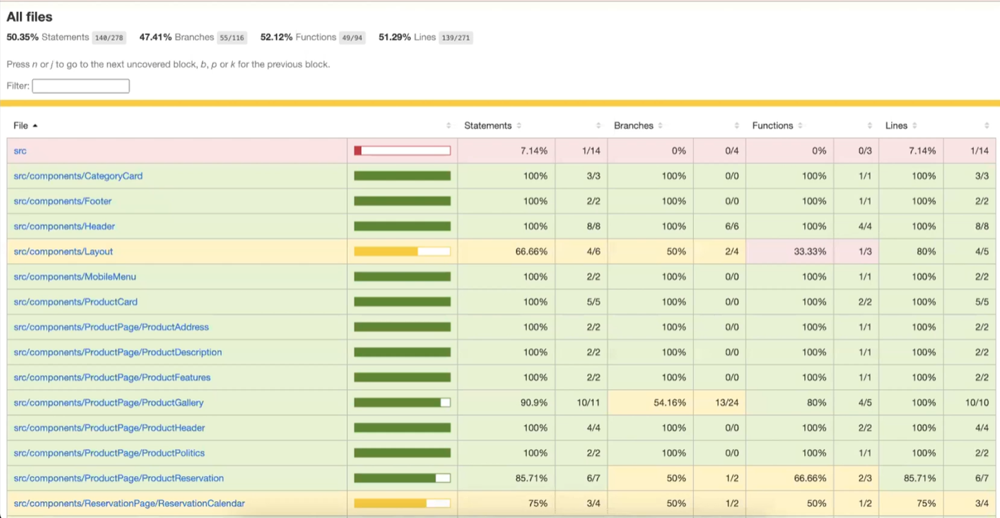 All files
50.35% Statements 140/278 47.41% Branches 55/116 52.12% Functions 49/94 51.29% Lines 139/271
Press n or j to go to the next uncovered block, b, p or k for the previous block.
Filter:
File Statements Branches Functions Lines
src 7.14% 1/14 0% 0/4 0% 0/3 7.14% 1/14
src/components/CategoryCard 100% 3/3 100% 0/0 100% 1/1 100% 3/3
src/components/Footer 100% 2/2 100% 0/0 100% 1/1 100% 2/2
src/components/Header 100% 8/8 100% 6/6 100% 4/4 100% 8/8
src/components/Layout 66.66% 4/6 50% 2/4 33.33% 1/3 80% 4/5
src/components/MobileMenu 100% 2/2 100% 0/0 100% 1/1 100% 2/2
src/components/ProductCard 100% 5/5 100% 0/0 100% 2/2 100% 5/5
src/components/ProductPage/ProductAddress 100% 2/2 100% 0/0 100% 1/1 100% 2/2
src/components/ProductPage/ProductDescription 100% 2/2 100% 0/0 100% 1/1 100% 2/2
src/components/ProductPage/ProductFeatures 100% 2/2 100% 0/0 100% 1/1 100% 2/2
src/components/ProductPage/ProductGallery 90.9% 10/11 54.16% 13/24 80% 4/5 100% 10/10
src/components/ProductPage/ProductHeader 100% 4/4 100% 0/0 100% 2/2 100% 4/4
src/components/ProductPage/ProductPolitics 100% 2/2 100% 0/0 100% 1/1 100% 2/2
src/components/ProductPage/ProductReservation 85.71% 6/7 50% 1/2 66.66% 2/3 85.71% 6/7
src/components/ReservationPage/ReservationCalendar 75% 3/4 50% 1/2 50% 1/2 75% 3/4